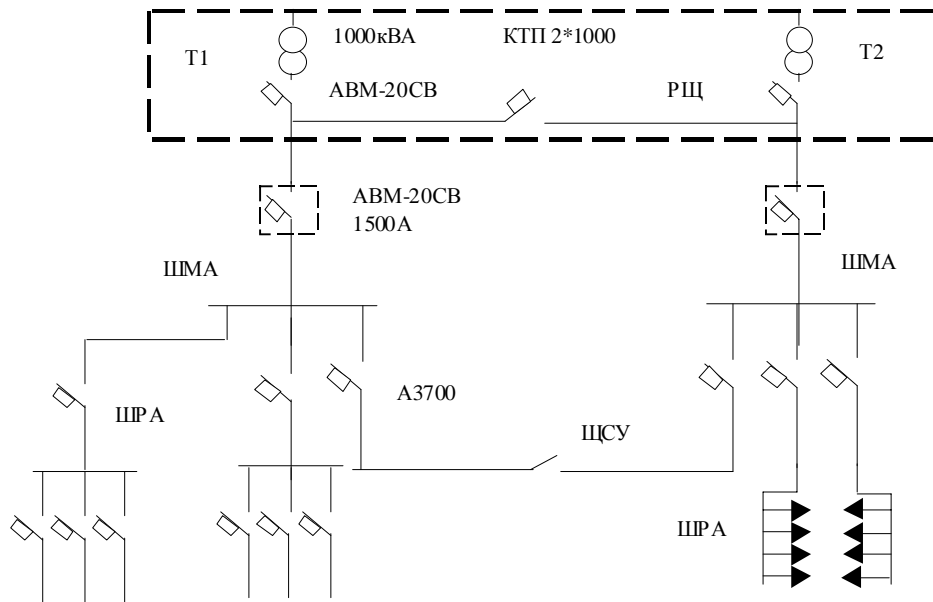 Т1
1000кВА
КТП 2*1000
Т2
АВМ-20СВ
РЩ
АВМ-20СВ
1500А
ШМА
ШМА
А3700
ШРА
ЩСУ
ШРА